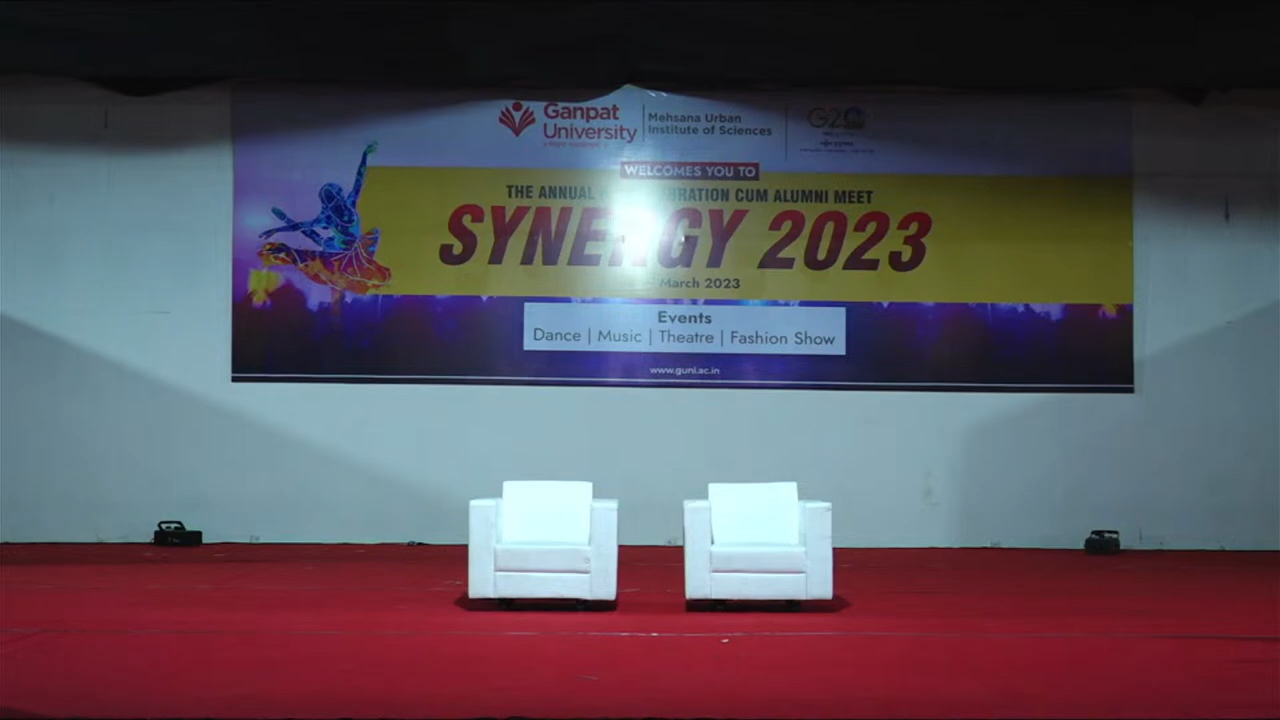 Ganpat
University
Mehsana Urban
Institute of Sciences
G20
WELCOMES YOU TO
THE ANNUAL CUM ALUMNI MEET
SYNERGY 2023
March 2023
Events
Dance | Music | Theatre | Fashion Show
www.guni.ac.in